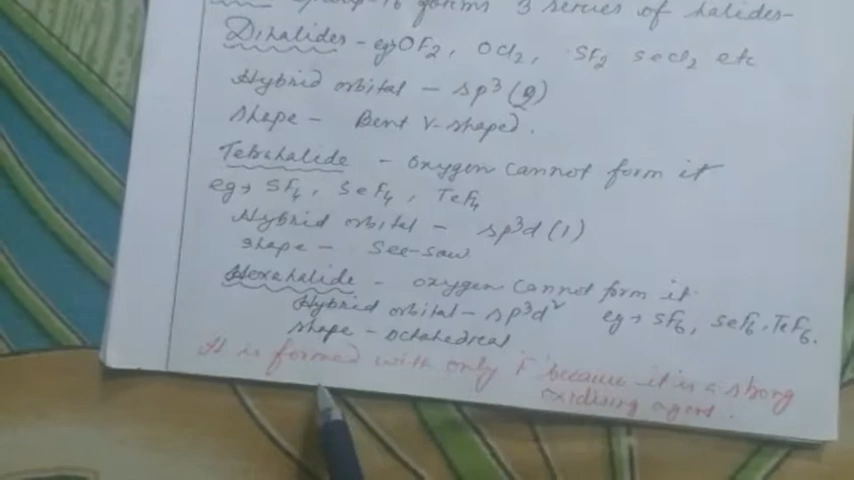 Group-16 forms 3 series of halides-
Dihalides - eg→ OF2, OCl2, SF2 SeCl2 etc
Hybrid orbital - sp³(2)
Shape - Bent V-shaped.
Tetrahalide - oxygen cannot form it
eg→ SF4, SeF4, TeF4
Hybrid orbital - sp³d(1)
Shape - See-saw
Hexahalide - oxygen cannot form it.
Hybrid orbital - sp³d² eg→ SF6, SeF6, TeF6.
Shape - octahedral
It is formed with only F because it is a strong
oxidising agent.